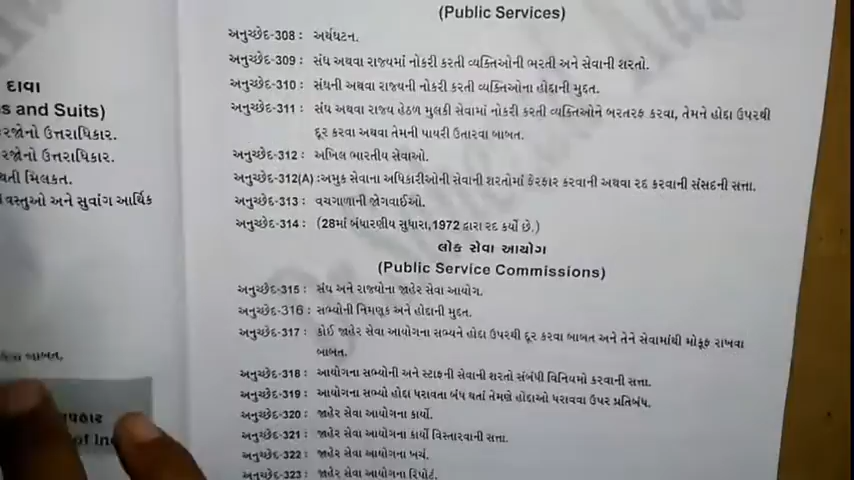 દાવા
s and Suits)
રજોનો ઉત્તરાધિકાર.
રજોનો ઉત્તરાધિકાર.
થતી મિલકત.
વસ્તુઓ અને સુવાંગ આર્થિક
બાબત.
of In
(Public Services)
અનુચ્છેદ-308 : અર્થઘટન.
અનુચ્છેદ-309 : સંઘ અથવા રાજ્યમાં નોકરી કરતી વ્યક્તિઓની ભરતી અને સેવાની શરતો.
અનુચ્છેદ-310 : સંઘની અથવા રાજ્યની નોકરી કરતી વ્યક્તિઓના હોદાની મુદત.
અનુચ્છેદ-311 : સંઘ અથવા રાજ્ય હેઠળ મુલકી સેવામાં નોકરી કરતી વ્યક્તિઓને બરતરફ કરવા, તેમને હોદા ઉપરથી
દૂર કરવા અથવા તેમની પાયરી ઉતારવા બાબત.
અનુચ્છેદ-312 : અખિલ ભારતીય સેવાઓ.
અનુચ્છેદ-312(A) :અમુક સેવાના અધિકારીઓની સેવાની શરતોમાં ફેરફાર કરવાની અથવા રદ કરવાની સંસદની સત્તા.
અનુચ્છેદ-313 : વચગાળાની જોગવાઈઓ.
અનુચ્છેદ-314 : (28માં બંધારણીય સુધારા,1972 દ્વારા રદ કર્યો છે.)
લોક સેવા આયોગ
(Public Service Commissions)
અનુચ્છેદ-315 : સંઘ અને રાજ્યોના જાહેર સેવા આયોગ.
અનુચ્છેદ-316 : સભ્યોની નિમણૂક અને હોદાની મુદત.
અનુચ્છેદ-317 : કોઈ જાહેર સેવા આયોગના સભ્યને હોદા ઉપરથી દૂર કરવા બાબત અને તેને સેવામાંથી મોકૂફ રાખવા
બાબત.
અનુચ્છેદ-318 : આયોગના સભ્યોની અને સ્ટાફની સેવાની શરતો સંબંધી વિનિયમો કરવાની સત્તા.
અનુચ્છેદ-319 : આયોગના સભ્યો હોદા ધરાવતા બંધ થતાં તેમણે હોદાઓ ધરાવવા ઉપર પ્રતિબંધ.
અનુચ્છેદ-320 : જાહેર સેવા આયોગના કાર્યો.
અનુચ્છેદ-321 : જાહેર સેવા આયોગના કાર્યો વિસ્તારવાની સત્તા.
અનુચ્છેદ-322 : જાહેર સેવા આયોગના ખર્ચ.
અનુચ્છેદ-323 : જાહેર સેવા આયોગના રિપોર્ટ.